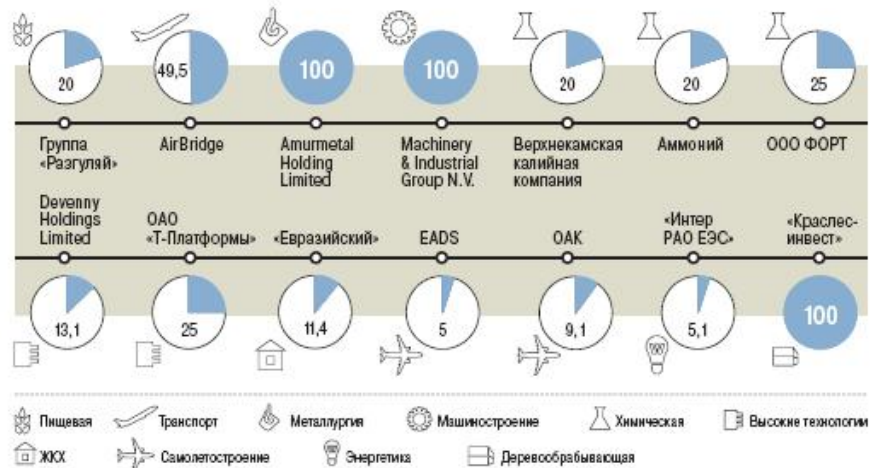 20
49,5
100
100
20
20
25
Группа
«Разгуляй»
AirBridge
Amurmetal
Holding
Limited
Machinery
& Industrial
Group N.V.
Верхнекамская
калийная
компания
Аммоний
ООО ФОРТ
Devenny
Holdings
Limited
ОАО
«Т-Платформы»
«Евразийский»
EADS
ОАК
«Интер
РАО ЕЭС»
«Краслес-
инвест»
13,1
25
11,4
5
9,1
5,1
100
Пищевая
Транспорт
Металлургия
Машиностроение
Химическая
Высокие технологии
ЖКХ
Самолетостроение
Энергетика
Деревообрабывающая